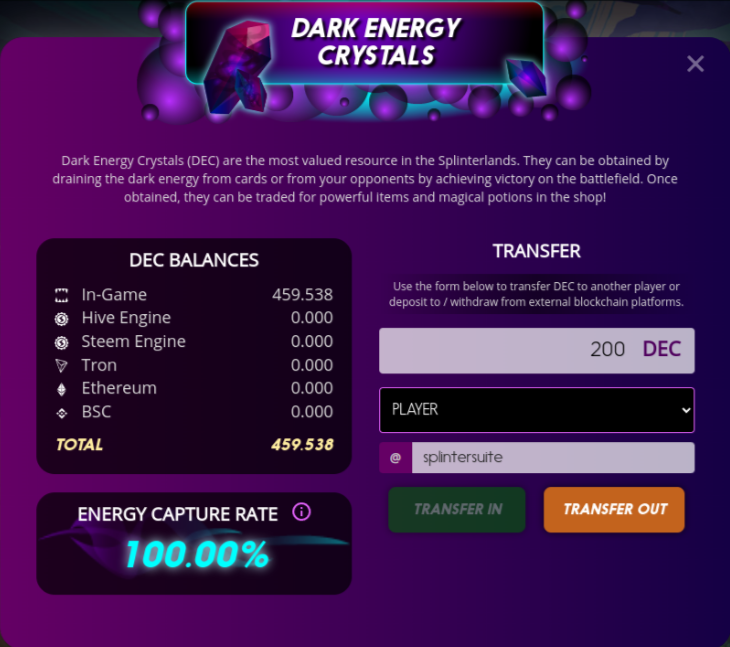 DARK ENERGY
CRYSTALS
Dark Energy Crystals (DEC) are the most valued resource in the Splinterlands. They can be obtained by
draining the dark energy from cards or from your opponents by achieving victory on the battlefield. Once
obtained, they can be traded for powerful items and magical potions in the shop!
DEC BALANCES
In-Game 459.538
Hive Engine 0.000
Steem Engine 0.000
Tron 0.000
Ethereum 0.000
BSC 0.000
TOTAL 459.538
ENERGY CAPTURE RATE
100.00%
TRANSFER
Use the form below to transfer DEC to another player or
deposit to / withdraw from external blockchain platforms.
200 DEC
PLAYER
@ splintersuite
TRANSFER IN TRANSFER OUT